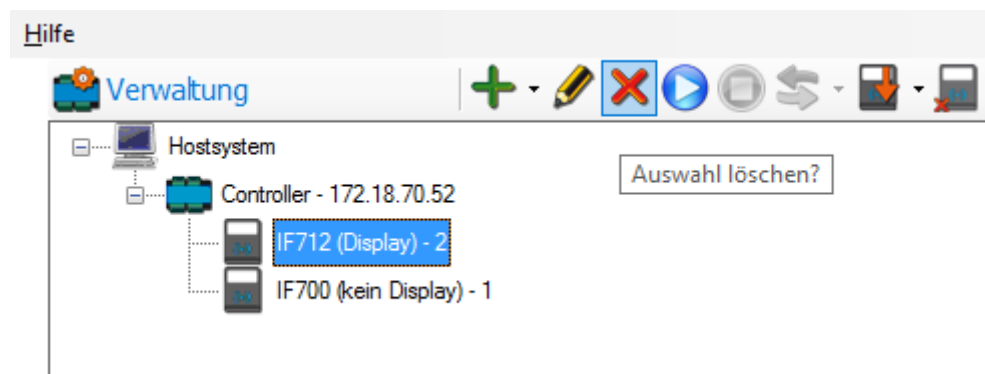 Hilfe
Verwaltung
Hostsystem
Auswahl löschen?
Controller - 172.18.70.52
IF712 (Display) - 2
IF700 (kein Display) - 1